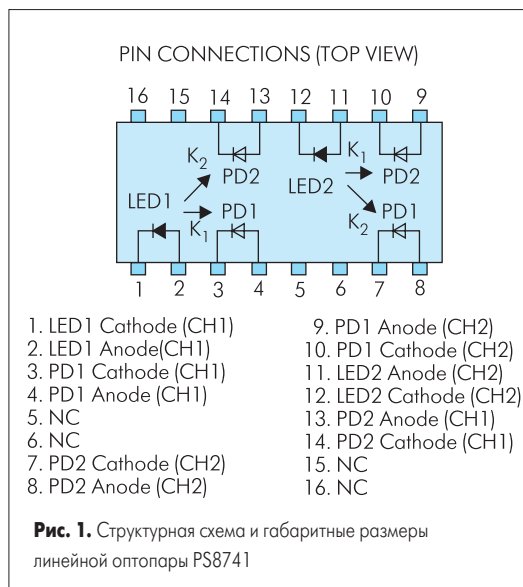 PIN CONNECTIONS (TOP VIEW)
16 15 14 13 12 11 10 9
K2 PD2 LED2 K1 PD2
LED1 K1 PD1 K2 PD1
1 2 3 4 5 6 7 8
1. LED1 Cathode (CH1)
2. LED1 Anode(CH1)
3. PD1 Cathode (CH1)
4. PD1 Anode (CH1)
5. NC
6. NC
7. PD2 Cathode (CH2)
8. PD2 Anode (CH2)
9. PD1 Anode (CH2)
10. PD1 Cathode (CH2)
11. LED2 Anode (CH2)
12. LED2 Cathode (CH2)
13. PD2 Anode (CH1)
14. PD2 Cathode (CH1)
15. NC
16. NC
Рис. 1. Структурная схема и габаритные размеры
линейной оптопары PS8741